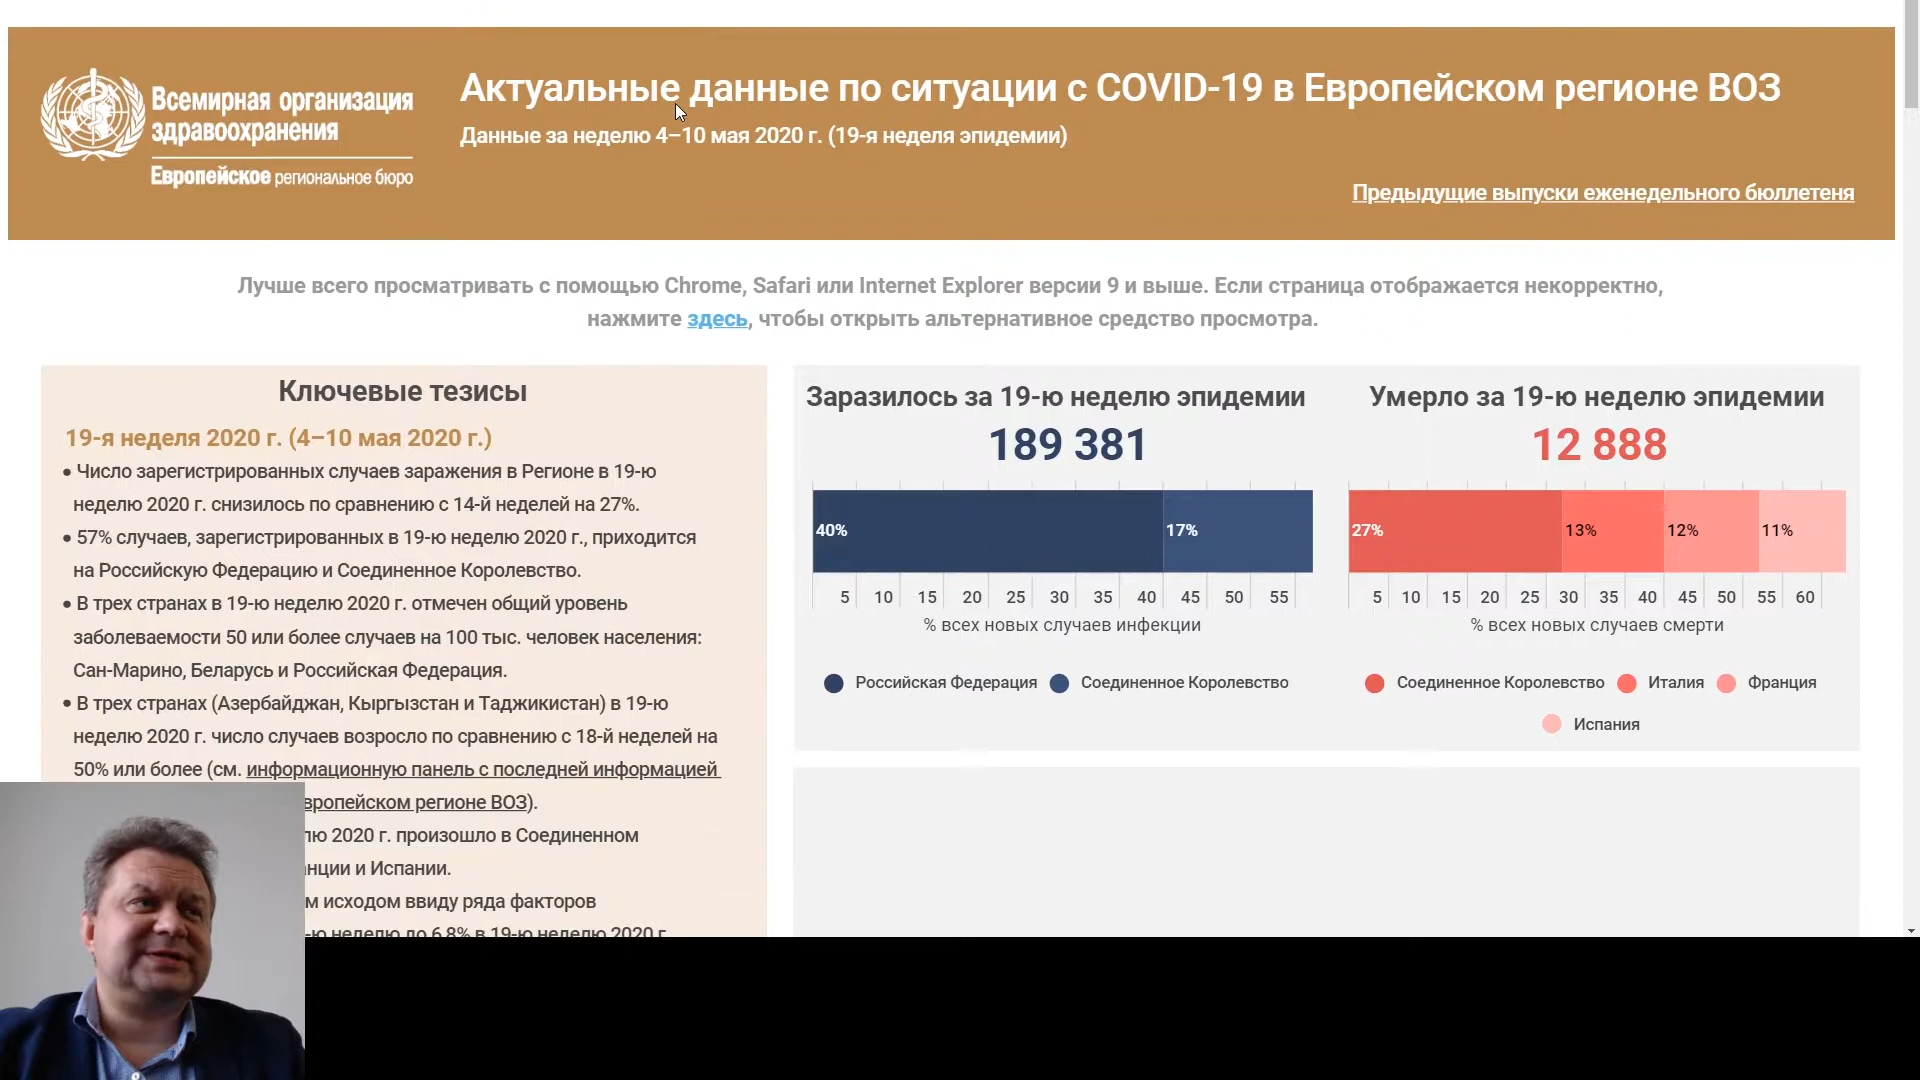 Всемирная организация
здравоохранения
Европейское региональное бюро
Актуальные данные по ситуации с COVID-19 в Европейском регионе ВОЗ
Данные за неделю 4–10 мая 2020 г. (19-я неделя эпидемии)
Предыдущие выпуски еженедельного бюллетеня
Лучше всего просматривать с помощью Chrome, Safari или Internet Explorer версии 9 и выше. Если страница отображается некорректно,
нажмите здесь, чтобы открыть альтернативное средство просмотра.
Ключевые тезисы
19-я неделя 2020 г. (4–10 мая 2020 г.)
• Число зарегистрированных случаев заражения в Регионе в 19-ю
неделю 2020 г. снизилось по сравнению с 14-й неделей на 27%.
• 57% случаев, зарегистрированных в 19-ю неделю 2020 г., приходится
на Российскую Федерацию и Соединенное Королевство.
• В трех странах в 19-ю неделю 2020 г. отмечен общий уровень
заболеваемости 50 или более случаев на 100 тыс. человек населения:
Сан-Марино, Беларусь и Российская Федерация.
• В трех странах (Азербайджан, Кыргызстан и Таджикистан) в 19-ю
неделю 2020 г. число случаев возросло по сравнению с 18-й неделей на
50% или более (см. информационную панель с последней информацией
вропейском регионе ВОЗ).
лю 2020 г. произошло в Соединенном
нции и Испании.
м исходом ввиду ряда факторов
-ю неделю до 6,8% в 19-ю неделю 2020 г.
Заразилось за 19-ю неделю эпидемии
189 381
40% 17%
5 10 15 20 25 30 35 40 45 50 55
% всех новых случаев инфекции
Российская Федерация Соединенное Королевство
Умерло за 19-ю неделю эпидемии
12 888
27% 13% 12% 11%
5 10 15 20 25 30 35 40 45 50 55 60
% всех новых случаев смерти
Соединенное Королевство Италия Франция
Испания